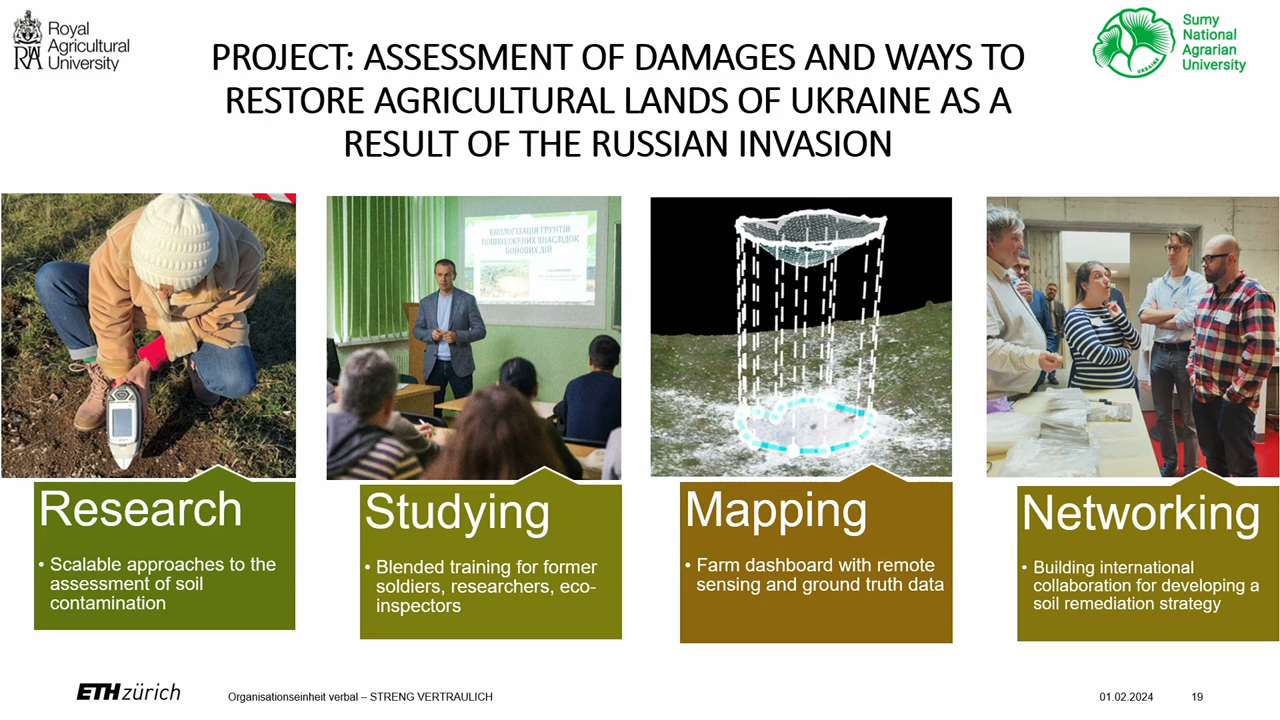 Royal
Agricultural
University
PROJECT: ASSESSMENT OF DAMAGES AND WAYS TO
RESTORE AGRICULTURAL LANDS OF UKRAINE AS A
RESULT OF THE RUSSIAN INVASION
Sumy
National
Agrarian
University
UKRAINE
ЕКОЛОГІЗАЦІЯ ҐРУНТІВ
ПОШКОДЖЕНИХ ВНАСЛІДОК
БОЙОВИХ ДІЙ
Research
• Scalable approaches to the
assessment of soil
contamination
Studying
• Blended training for former
soldiers, researchers, eco-
inspectors
Mapping
• Farm dashboard with remote
sensing and ground truth data
Networking
• Building international
collaboration for developing a
soil remediation strategy
ETH zürich
Organisationseinheit verbal – STRENG VERTRAULICH
01.02.2024
19